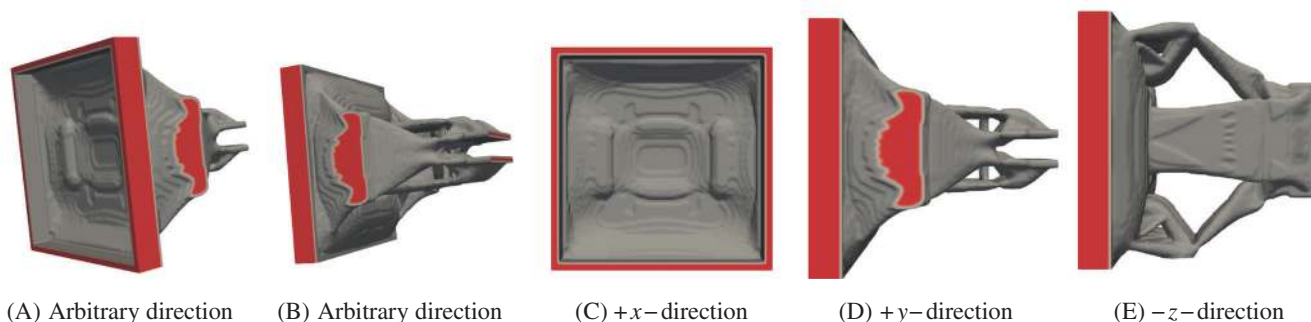 (A) Arbitrary direction (B) Arbitrary direction (C) +x−direction (D) +y−direction (E) −z−direction